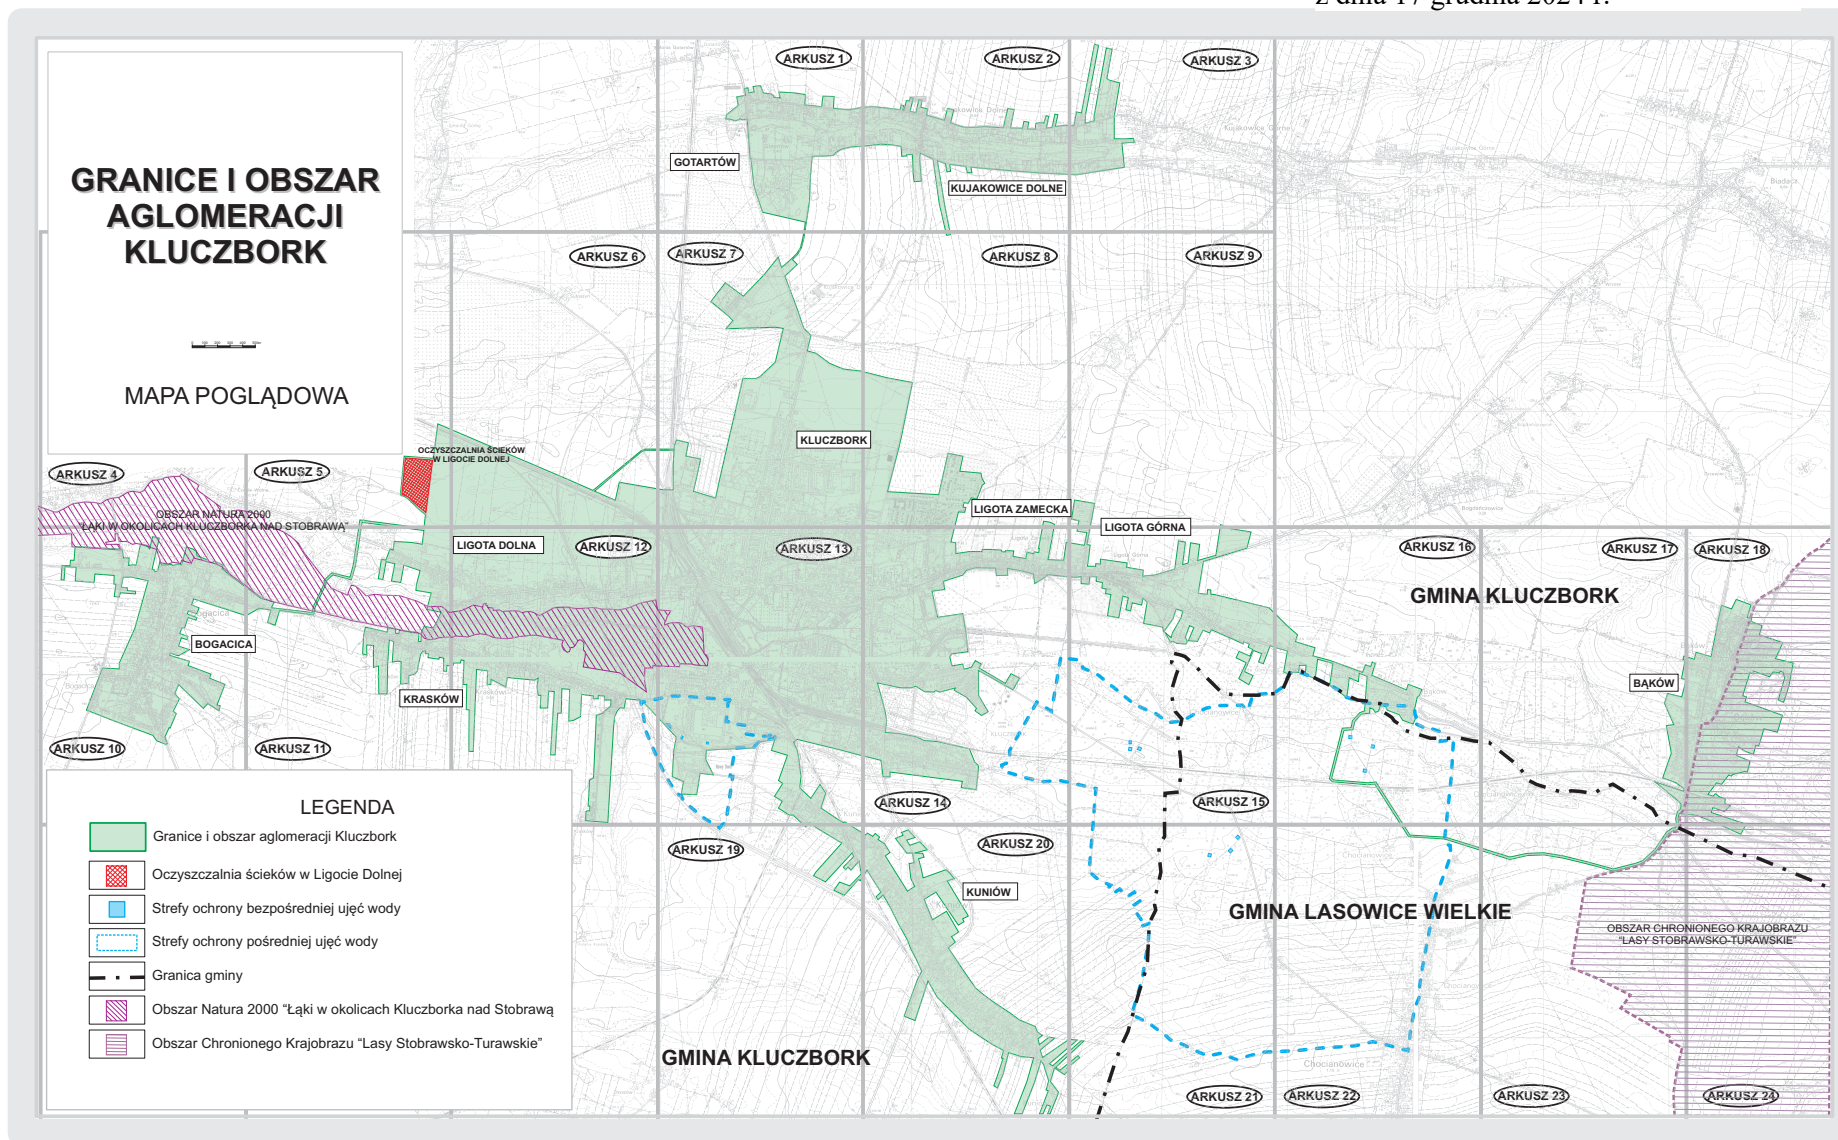 z dnia 17 grudnia 2024 r.
GRANICE I OBSZAR
AGLOMERACJI
KLUCZBORK
MAPA POGLĄDOWA
ARKUSZ 1
ARKUSZ 2
ARKUSZ 3
GOTARTÓW
KUJAKOWICE DOLNE
ARKUSZ 6
ARKUSZ 7
ARKUSZ 8
ARKUSZ 9
KLUCZBORK
OCZYSZCZALNIA ŚCIEKÓW
W LIGOCIE DOLNEJ
ARKUSZ 4
ARKUSZ 5
OBSZAR NATURA 2000
"ŁĄKI W OKOLICACH KLUCZBORKA NAD STOBRAWĄ"
LIGOTA ZAMECKA
LIGOTA GÓRNA
LIGOTA DOLNA
ARKUSZ 12
ARKUSZ 13
ARKUSZ 16
ARKUSZ 17
ARKUSZ 18
GMINA KLUCZBORK
BOGACICA
KRASKÓW
BĄKÓW
ARKUSZ 10
ARKUSZ 11
ARKUSZ 14
ARKUSZ 15
ARKUSZ 19
ARKUSZ 20
KUNIÓW
GMINA LASOWICE WIELKIE
OBSZAR CHRONIONEGO KRAJOBRAZU
"LASY STOBRAWSKO-TURAWSKIE"
Chocianowice
GMINA KLUCZBORK
ARKUSZ 21
ARKUSZ 22
ARKUSZ 23
ARKUSZ 24
LEGENDA
Granice i obszar aglomeracji Kluczbork
Oczyszczalnia ścieków w Ligocie Dolnej
Strefy ochrony bezpośredniej ujęć wody
Strefy ochrony pośredniej ujęć wody
Granica gminy
Obszar Natura 2000 "Łąki w okolicach Kluczborka nad Stobrawą
Obszar Chronionego Krajobrazu "Lasy Stobrawsko-Turawskie"